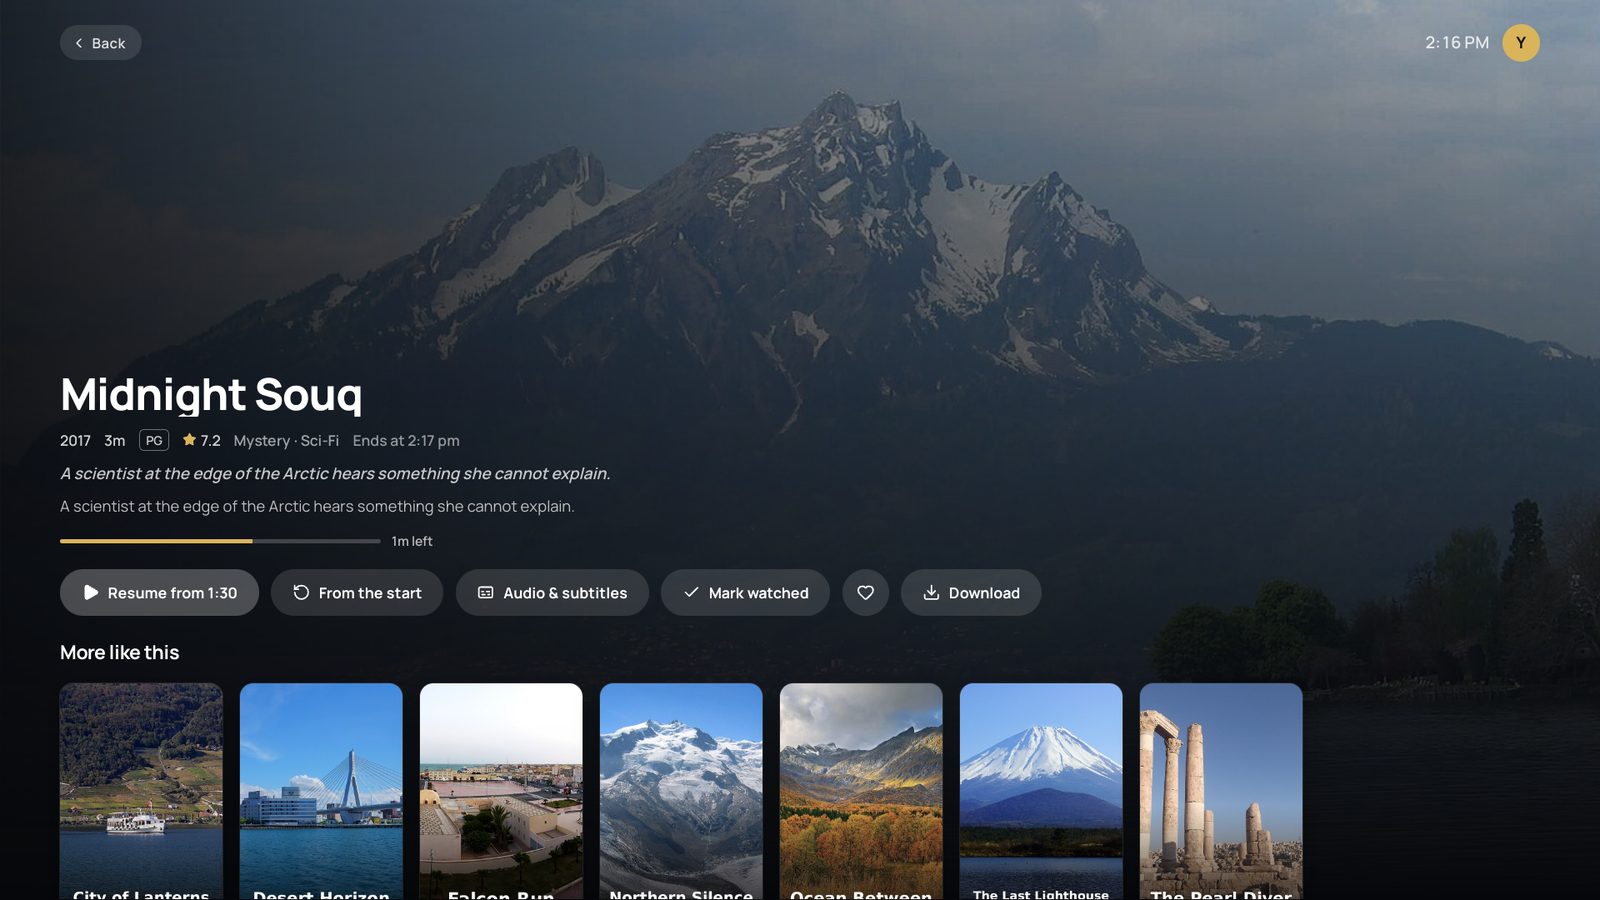 Back
2:16 PM
Y
Midnight Souq
2017 3m PG 7.2 Mystery · Sci-Fi Ends at 2:17 pm
A scientist at the edge of the Arctic hears something she cannot explain.
A scientist at the edge of the Arctic hears something she cannot explain.
1m left
Resume from 1:30
From the start
Audio & subtitles
Mark watched
Download
More like this
City of Lanterns
Desert Horizon
Falcon Run
Northern Silence
Ocean Between
The Last Lighthouse
The Pearl Diver